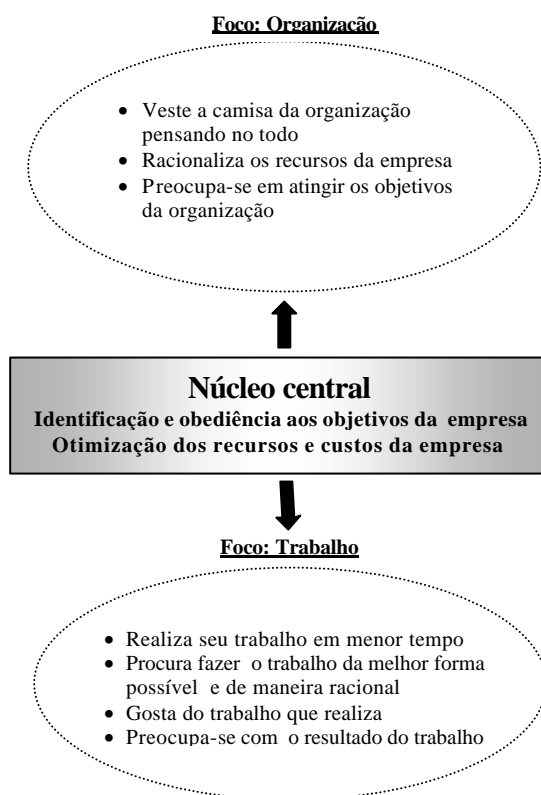 Foco: Organização
• Veste a camisa da organização
pensando no todo
• Racionaliza os recursos da empresa
• Preocupa-se em atingir os objetivos
da organização
Núcleo central
Identificação e obediência aos objetivos da empresa
Otimização dos recursos e custos da empresa
Foco: Trabalho
• Realiza seu trabalho em menor tempo
• Procura fazer o trabalho da melhor forma
possível e de maneira racional
• Gosta do trabalho que realiza
• Preocupa-se com o resultado do trabalho